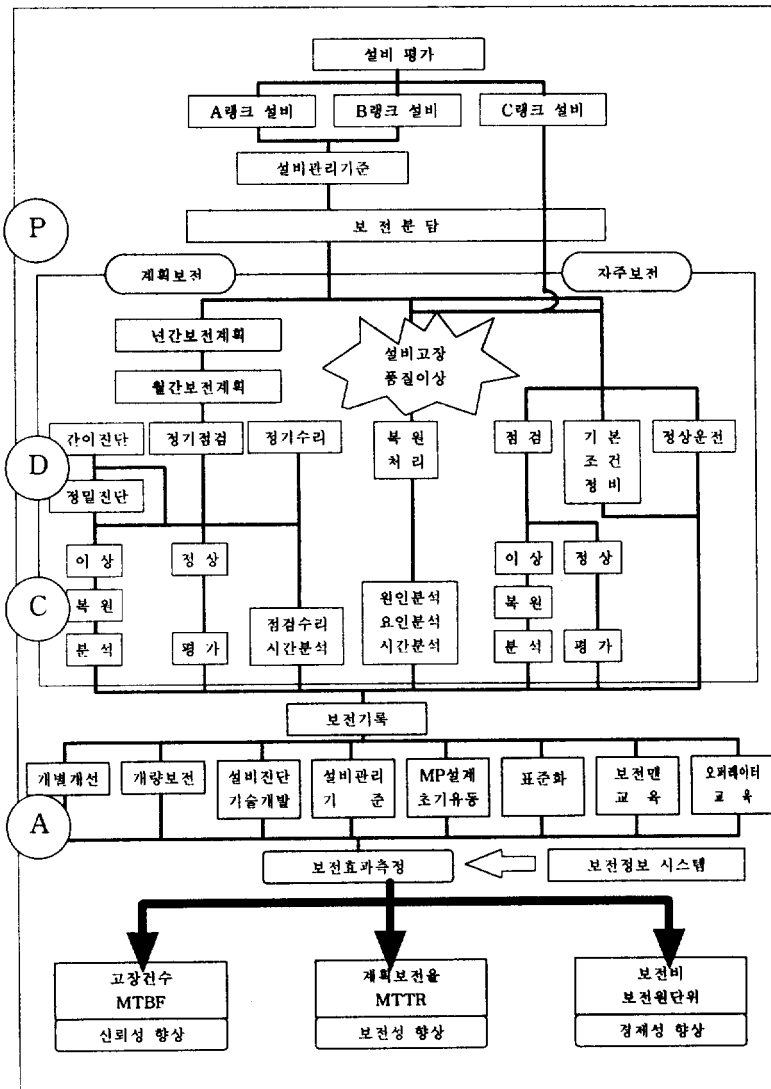 설비 평가
A랭크 설비
B랭크 설비
C랭크 설비
설비관리기준
P
보 전 분 담
계획보전
자주보전
년간보전계획
설비고장
품질이상
월간보전계획
간이진단
정기점검
정기수리
복 원
처 리
점 검
기 본
조 건
정 비
정상운전
D
정밀진단
이 상
정 상
이 상
정 상
C
복 원
점검수리
시간분석
원인분석
요인분석
시간분석
복 원
분 석
평 가
분 석
평 가
보전기록
개별개선
개량보전
설비진단
기술개발
설비관리
기 준
MP설계
초기유동
표준화
보전맨
교 육
오퍼레이터
교 육
A
보전효과측정
보전정보 시스템
고장건수
MTBF
신뢰성 향상
계획보전율
MTTR
보전성 향상
보전비
보전원단위
경제성 향상